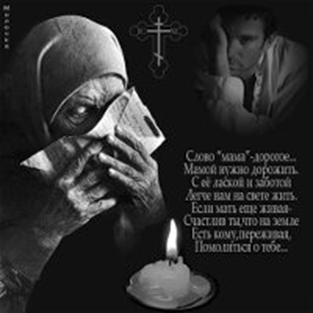 Слово "мама"-дорогое...
Мамой нужно дорожить.
С её лаской и заботой
Легче нам на свете жить.
Если мать еще живая-
Счастлив ты,что на земле
Есть кому,переживая,
Помолиться о тебе...